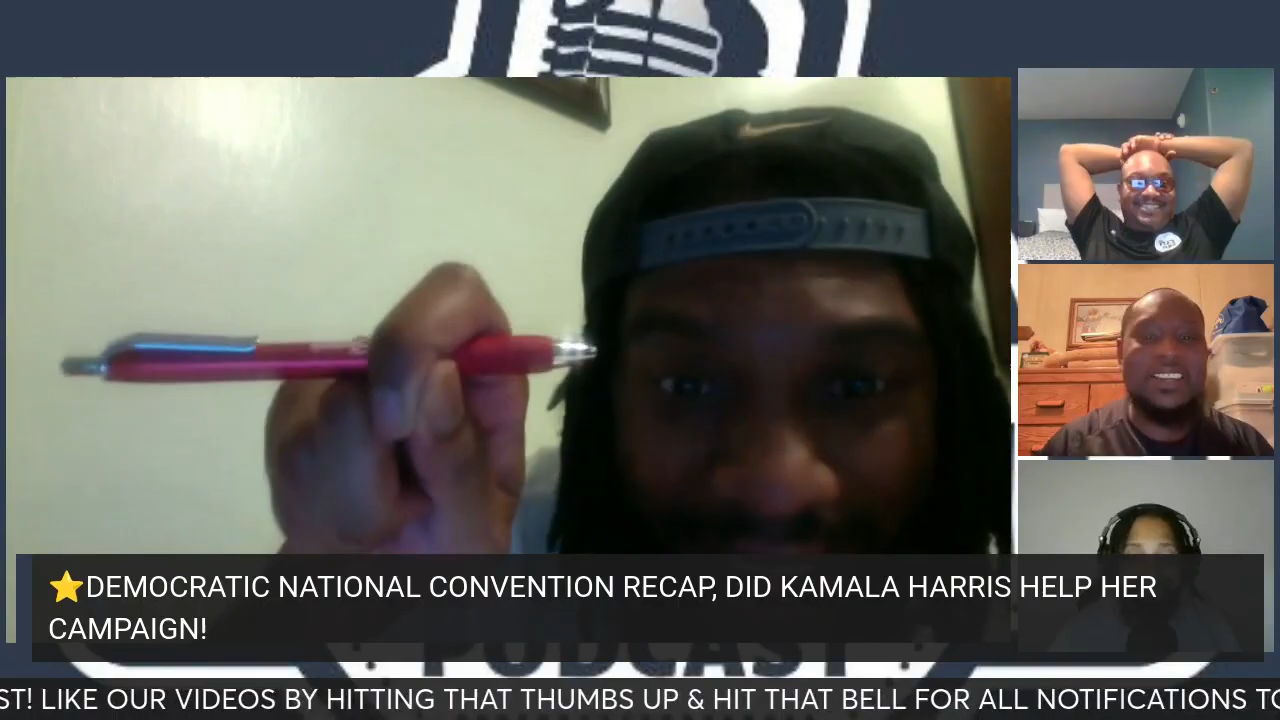 ⭐DEMOCRATIC NATIONAL CONVENTION RECAP, DID KAMALA HARRIS HELP HER
CAMPAIGN!
PODCAST
ST! LIKE OUR VIDEOS BY HITTING THAT THUMBS UP & HIT THAT BELL FOR ALL NOTIFICATIONS TO